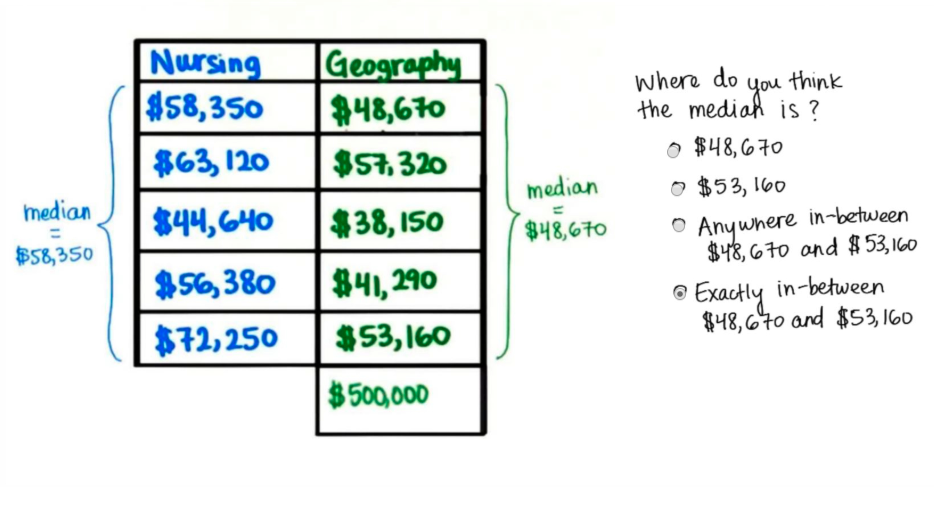 Nursing Geography
$58,350 $48,670
$63,120 $57,320
$44,640 $38,150
$56,380 $41,290
$72,250 $53,160
$500,000
median
=
$58,350
median
=
$48,670
Where do you think
the median is?
$48,670
$53,160
Anywhere in-between
$48,670 and $53,160
Exactly in-between
$48,670 and $53,160